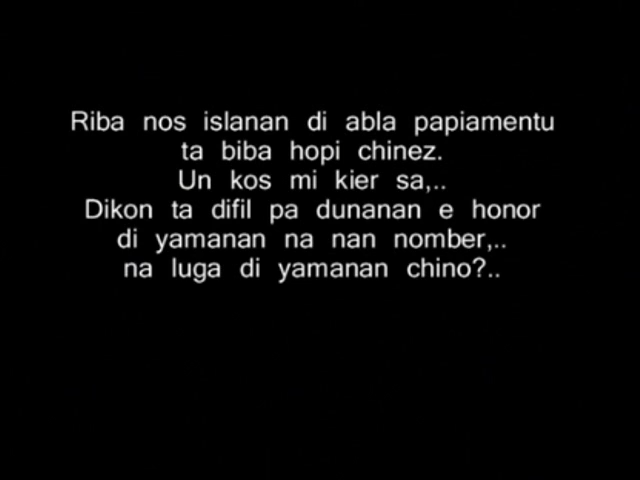 Riba nos islanan di abla papiamentu
ta biba hopi chinez.
Un kos mi kier sa,..
Dikon ta difil pa dunanan e honor
di yamanan na nan nomber,..
na luga di yamanan chino?..